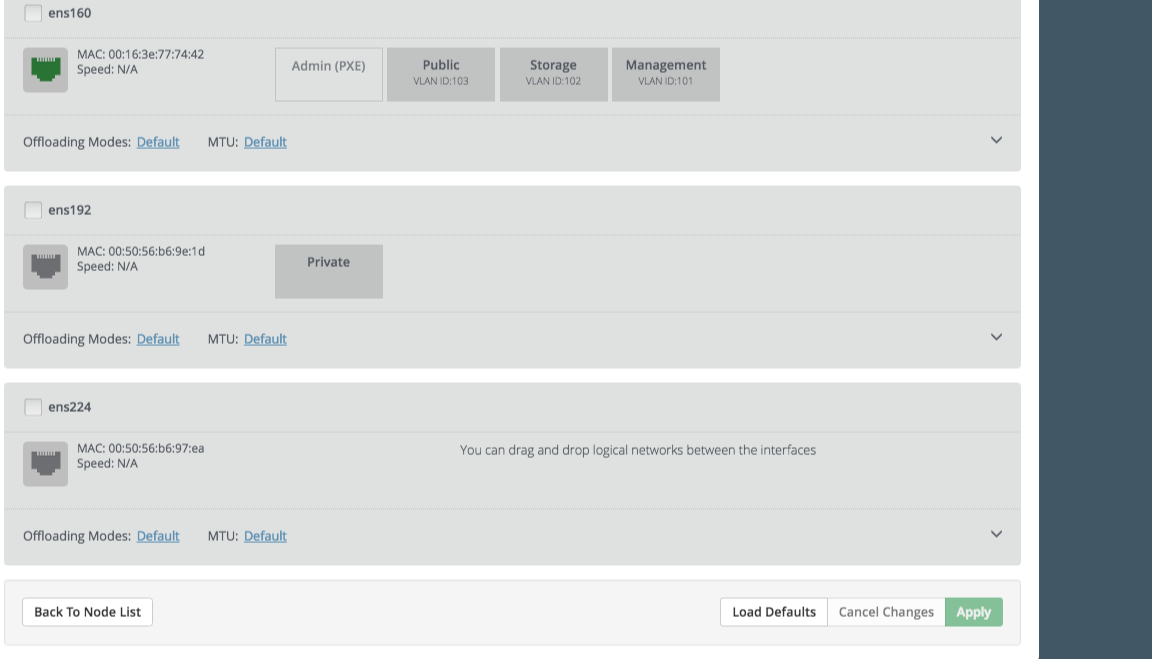 ens160
MAC: 00:16:3e:77:74:42
Speed: N/A
Admin (PXE)
Public
VLAN ID:103
Storage
VLAN ID:102
Management
VLAN ID:101
Offloading Modes: Default MTU: Default
ens192
MAC: 00:50:56:b6:9e:1d
Speed: N/A
Private
Offloading Modes: Default MTU: Default
ens224
MAC: 00:50:56:b6:97:ea
Speed: N/A
You can drag and drop logical networks between the interfaces
Offloading Modes: Default MTU: Default
Back To Node List
Load Defaults
Cancel Changes
Apply